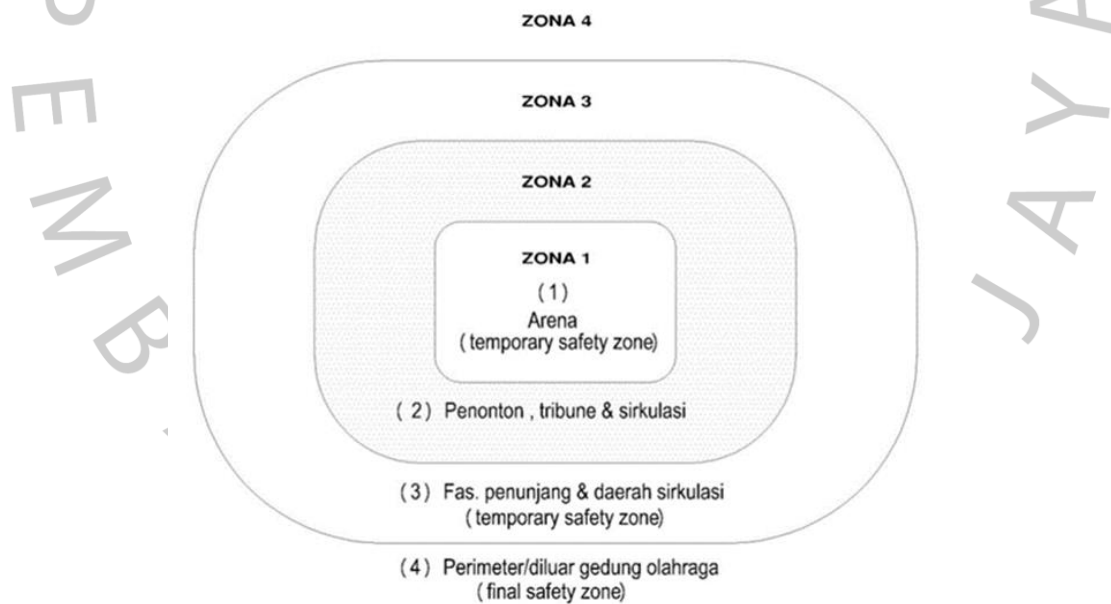 ZONA 4
ZONA 3
ZONA 2
ZONA 1
(1)
Arena
(temporary safety zone)
(2) Penonton , tribune & sirkulasi
(3) Fas. penunjang & daerah sirkulasi
(temporary safety zone)
(4) Perimeter/diluar gedung olahraga
(final safety zone)
P E M B
J A Y A